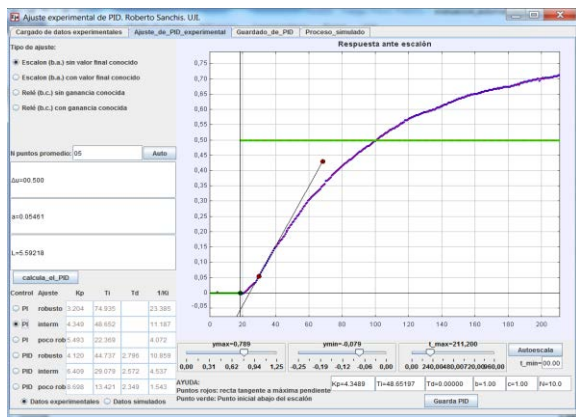 Ajuste experimental de PID. Roberto Sanchis. UJI.
Cargado de datos experimentales Ajuste_de_PID_experimental Guardado_de_PID Proceso_simulado
Tipo de ajuste:
Escalon (b.a.) sin valor final conocido
Escalon (b.a.) con valor final conocido
Relé (b.c.) sin ganancia conocida
Relé (b.c.) con ganancia conocida
N puntos promedio: 05 Auto
Δu=00.500
a=0.05461
L=5.59218
calcula_el_PID
Control Ajuste Kp Ti Td 1/Ki
PI robusto 3.204 74.935 23.385
PI interm 4.349 48.652 11.187
PI poco rob 5.493 22.369 4.072
PID robusto 4.120 44.737 2.796 10.859
PID interm 6.409 29.079 2.572 4.537
PID poco rob 8.698 13.421 2.349 1.543
Datos experimentales Datos simulados
Respuesta ante escalón
0,75
0,70
0,65
0,60
0,55
0,50
0,45
0,40
0,35
0,30
0,25
0,20
0,15
0,10
0,05
0,00
-0,05
0 20 40 60 80 100 120 140 160 180 200
ymax=0,789 ymin=-0,079 t_max=211,200 Autoescala
0,00 0,31 0,62 0,94 1,25 -0,25 -0,19 -0,12 -0,06 0,00 0,00 240,00480,00720,00960,00 t_min=00.00
AYUDA:
Puntos rojos: recta tangente a máxima pendiente
Punto verde: Punto inicial abajo del escalón
Kp=4.3489 Ti=48.65197 Td=0.00000 b=1.00 c=1.00 N=10.0
Guarda PID